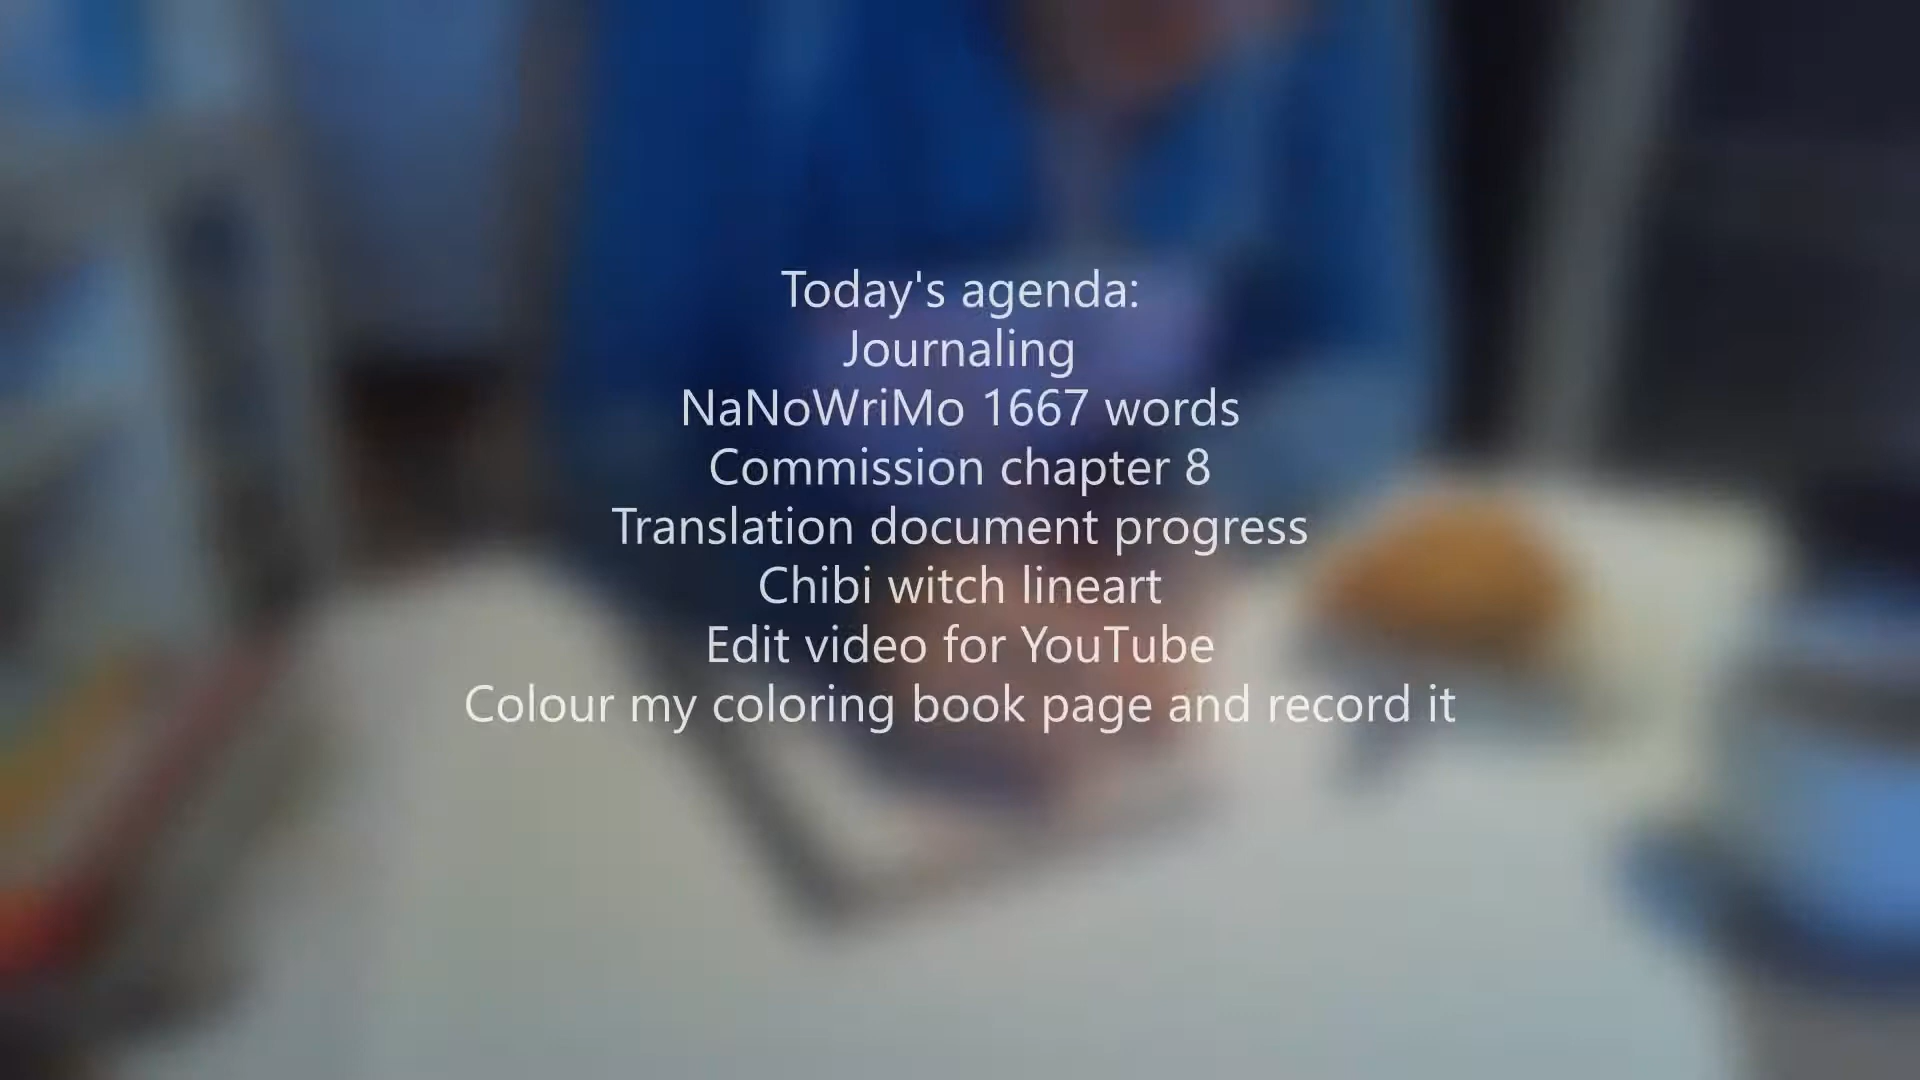 Today's agenda:
Journaling
NaNoWriMo 1667 words
Commission chapter 8
Translation document progress
Chibi witch lineart
Edit video for YouTube
Colour my coloring book page and record it